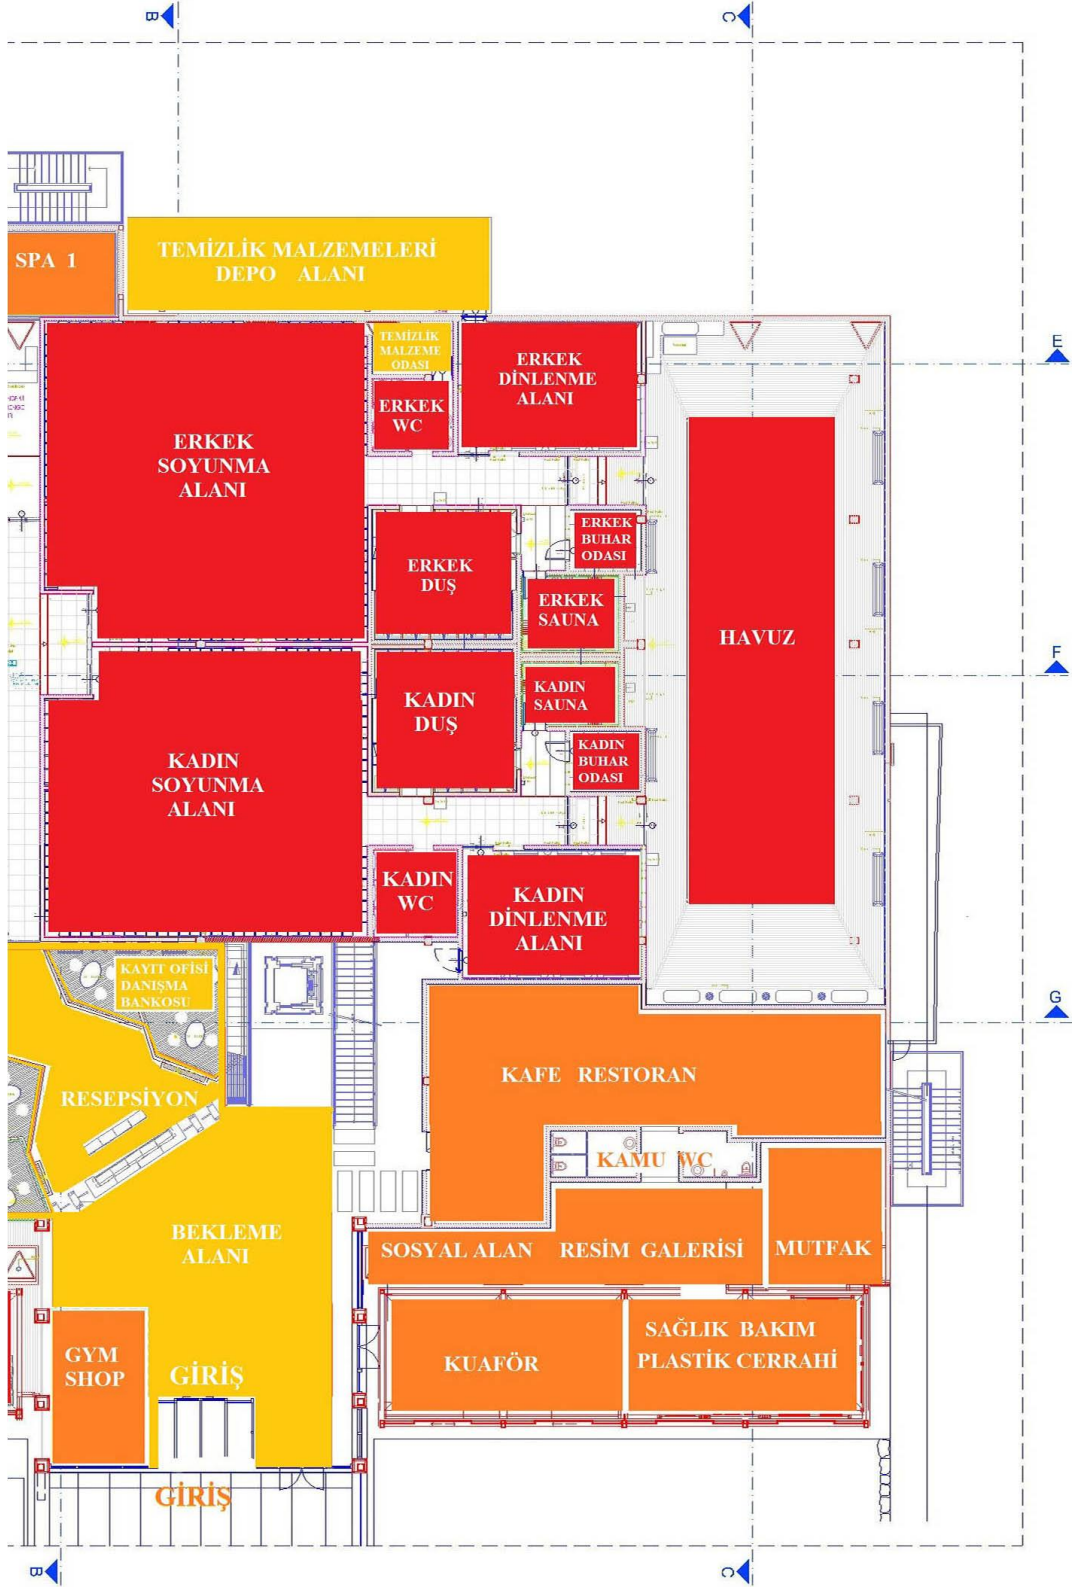 B
C
TEMİZLİK MALZEMELERİ
DEPO ALANI
SPA 1
TEMİZLİK
MALZEME
ODASI
ERKEK
DİNLENME
ALANI
E
ERKEK
WC
ERKEK
SOYUNMA
ALANI
ERKEK
BUHAR
ODASI
ERKEK
DUŞ
ERKEK
SAUNA
HAVUZ
F
KADIN
SAUNA
KADIN
DUŞ
KADIN
BUHAR
ODASI
KADIN
SOYUNMA
ALANI
KADIN
WC
KADIN
DİNLENME
ALANI
KAYIT OFİSİ
DANIŞMA
BANKOSU
G
KAFE RESTORAN
RESEPSİYON
KAMU WC
BEKLEME
ALANI
SOSYAL ALAN
RESİM GALERİSİ
MUTFAK
GYM
SHOP
GİRİŞ
KUAFÖR
SAĞLIK BAKIM
PLASTİK CERRAHİ
GİRİŞ
B
C